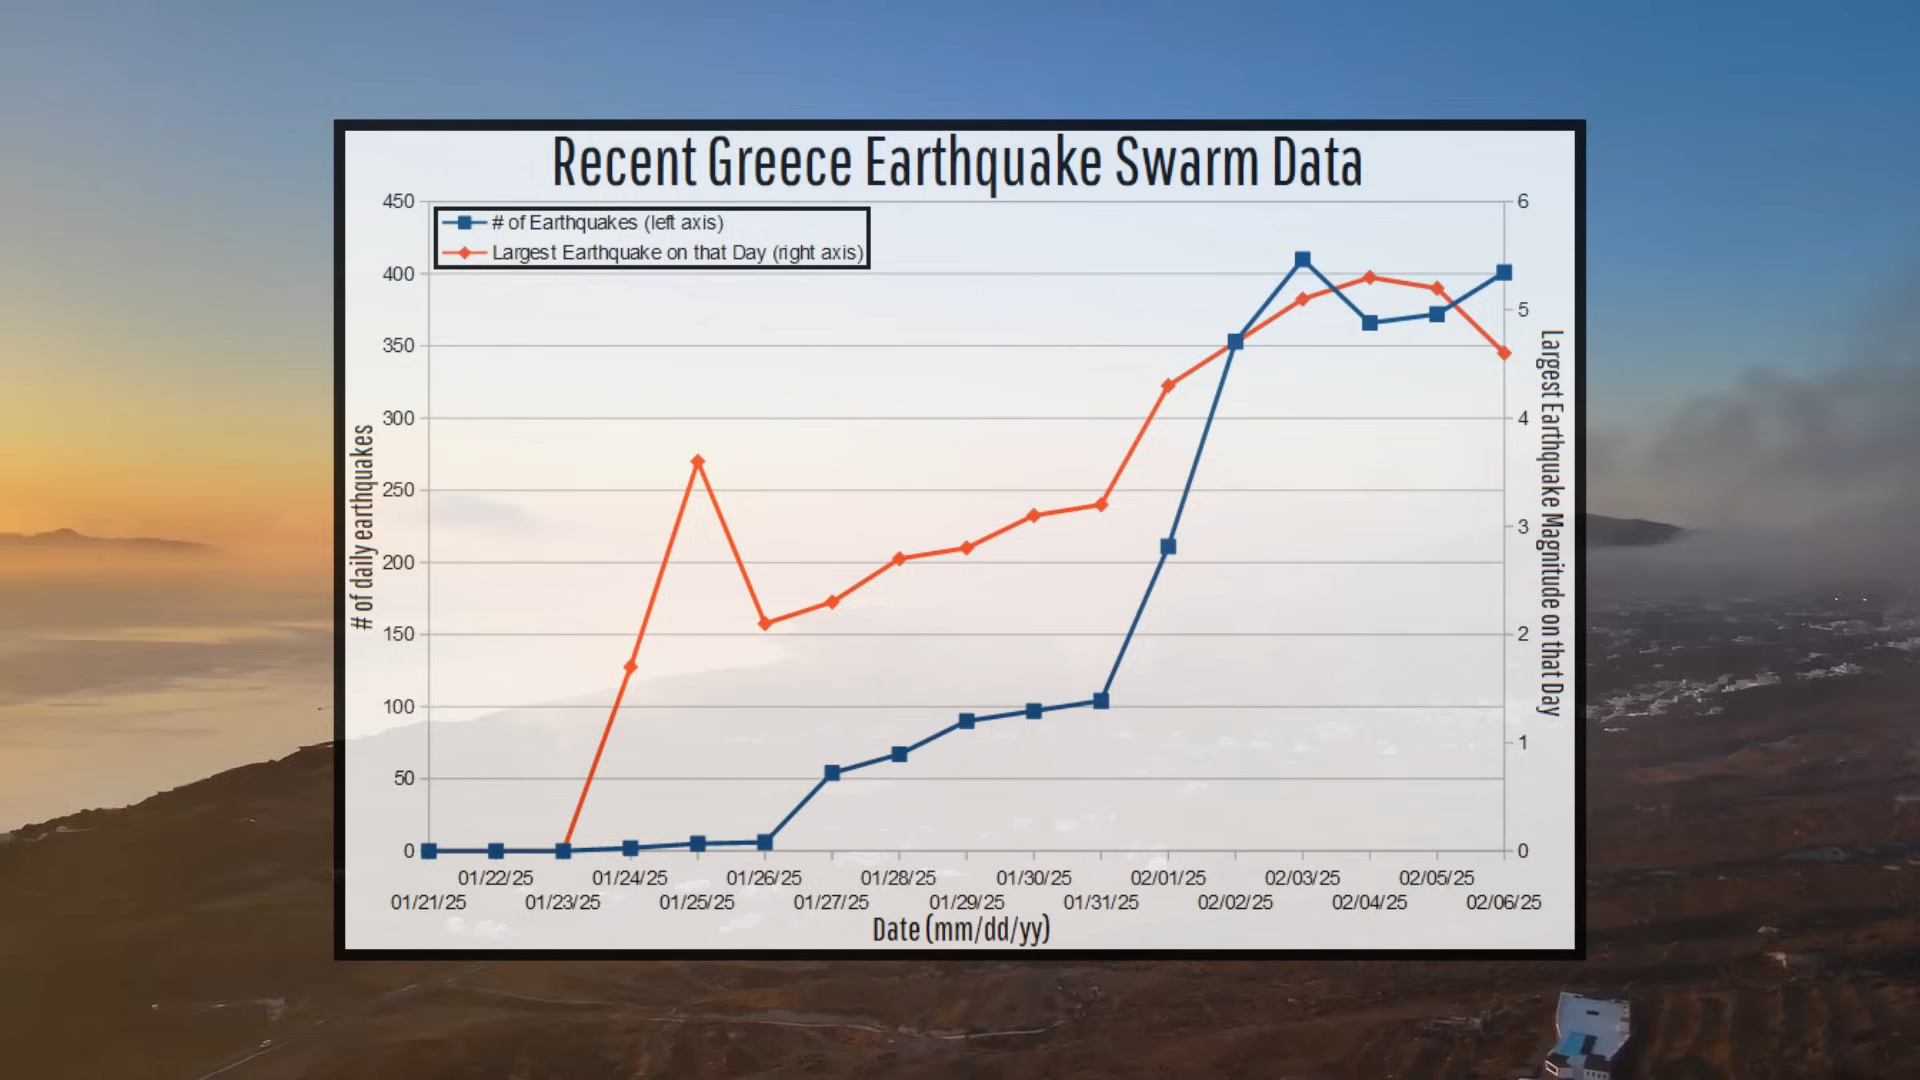 Recent Greece Earthquake Swarm Data
# of Earthquakes (left axis)
Largest Earthquake on that Day (right axis)
450
400
350
300
250
200
150
100
50
0
# of daily earthquakes
6
5
4
3
2
1
0
Largest Earthquake Magnitude on that Day
01/22/25 01/24/25 01/26/25 01/28/25 01/30/25 02/01/25 02/03/25 02/05/25
01/21/25 01/23/25 01/25/25 01/27/25 01/29/25 01/31/25 02/02/25 02/04/25 02/06/25
Date (mm/dd/yy)